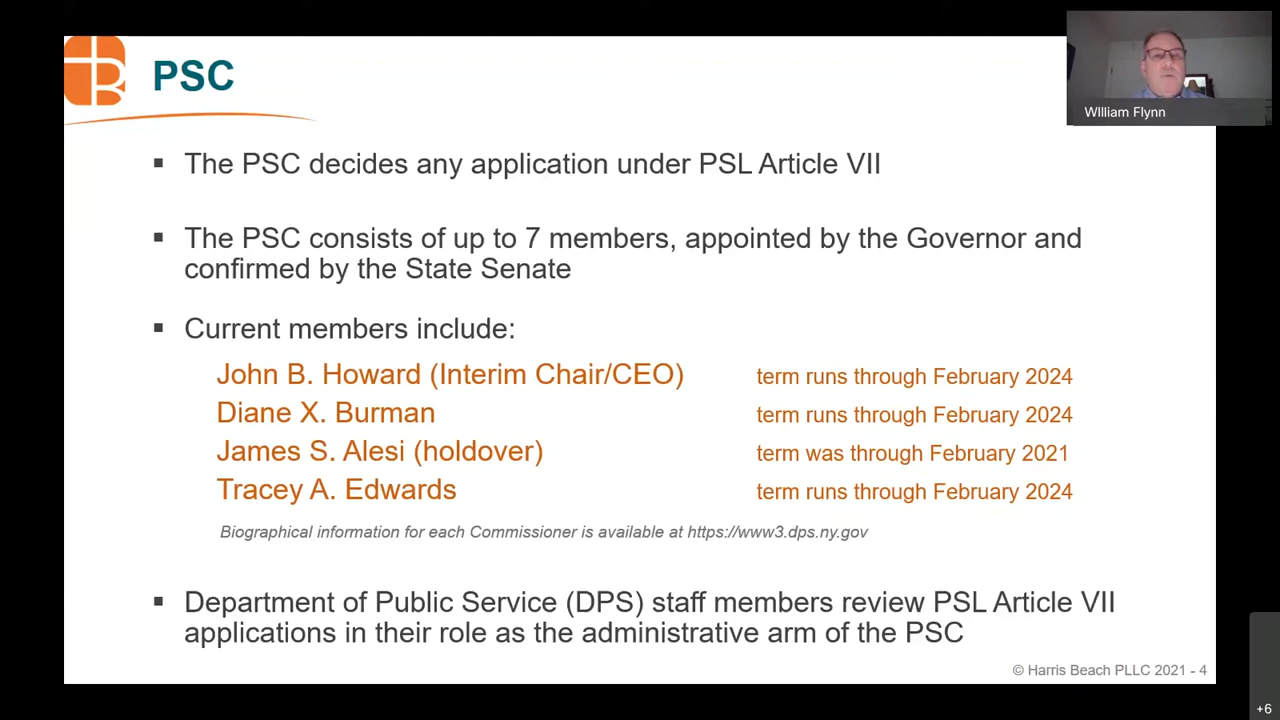 PSC
WIlliam Flynn
▪ The PSC decides any application under PSL Article VII
▪ The PSC consists of up to 7 members, appointed by the Governor and
confirmed by the State Senate
▪ Current members include:
John B. Howard (Interim Chair/CEO) term runs through February 2024
Diane X. Burman term runs through February 2024
James S. Alesi (holdover) term was through February 2021
Tracey A. Edwards term runs through February 2024
Biographical information for each Commissioner is available at https://www3.dps.ny.gov
▪ Department of Public Service (DPS) staff members review PSL Article VII
applications in their role as the administrative arm of the PSC
© Harris Beach PLLC 2021 - 4
+6